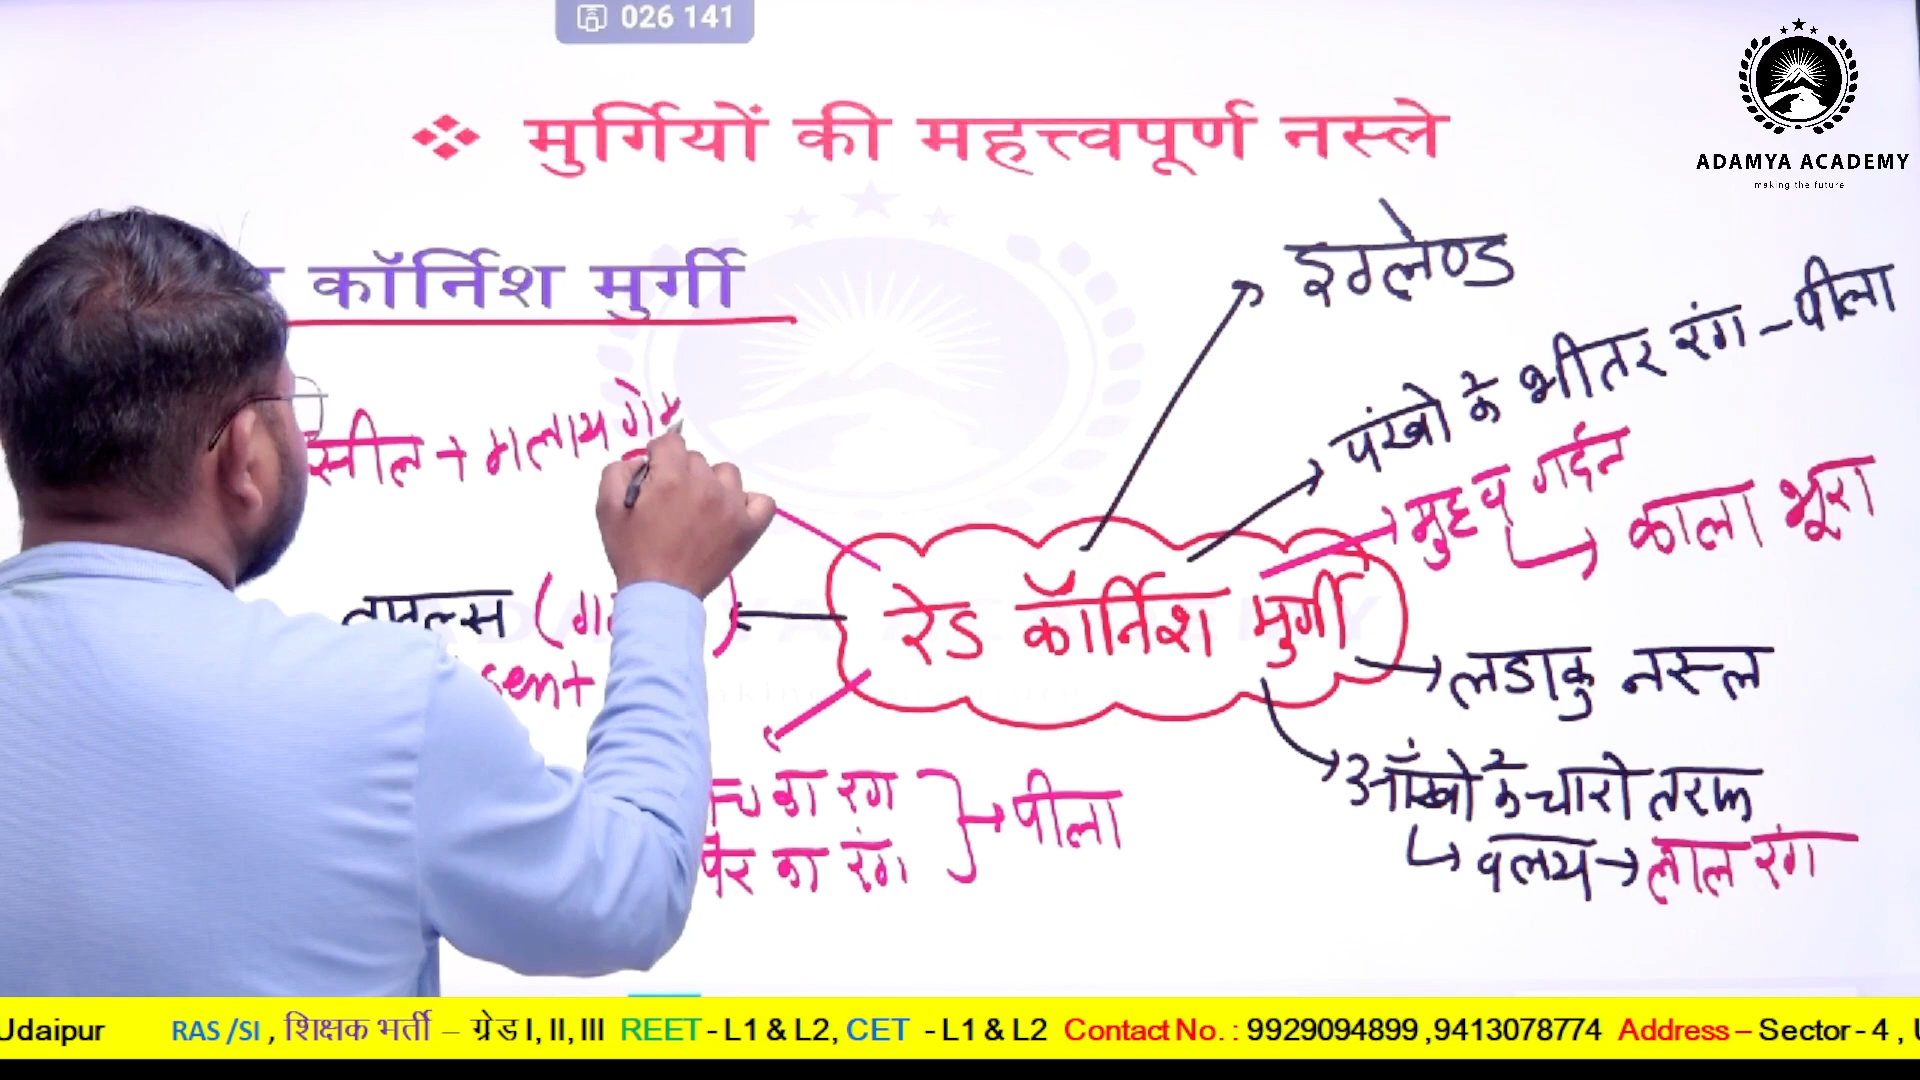 026 141
ADAMYA ACADEMY
making the future
❖ मुर्गियों की महत्त्वपूर्ण नस्ले
कॉर्निश मुर्गी
इग्लेण्ड
पंखो के भीतर रंग – पीला
मुह व गर्दन
काला भूरा
+ मलाय गेम
रेड कॉर्निश मुर्गी
sent
लडाकु नस्ल
आँखो के चारो तरफ
वलय → लाल रंग
का रंग
पैर का रंग
पीला
Udaipur RAS /SI , शिक्षक भर्ती – ग्रेड I, II, III REET - L1 & L2, CET - L1 & L2 Contact No. : 9929094899 ,9413078774 Address – Sector - 4 , U